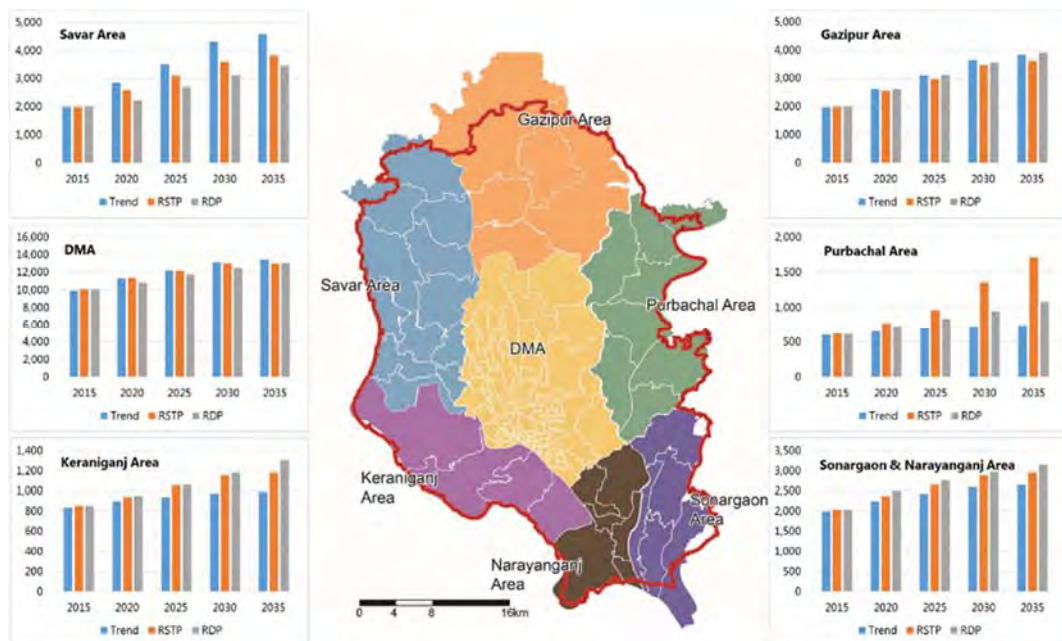 Savar Area
5,000
4,000
3,000
2,000
1,000
0
2015 2020 2025 2030 2035
Trend RSTP RDP
DMA
16,000
14,000
12,000
10,000
8,000
6,000
4,000
2,000
0
2015 2020 2025 2030 2035
Trend RSTP RDP
Keraniganj Area
1,400
1,200
1,000
800
600
400
200
0
2015 2020 2025 2030 2035
Trend RSTP RDP
Gazipur Area
Savar Area
Purbachal Area
DMA
Keraniganj
Area
Sonargaon
Area
Narayanganj
Area
0 4 8 16km
Gazipur Area
5,000
4,000
3,000
2,000
1,000
0
2015 2020 2025 2030 2035
Trend RSTP RDP
Purbachal Area
2,000
1,500
1,000
500
0
2015 2020 2025 2030 2035
Trend RSTP RDP
Sonargaon & Narayanganj Area
3,500
3,000
2,500
2,000
1,500
1,000
500
0
2015 2020 2025 2030 2035
Trend RSTP RDP